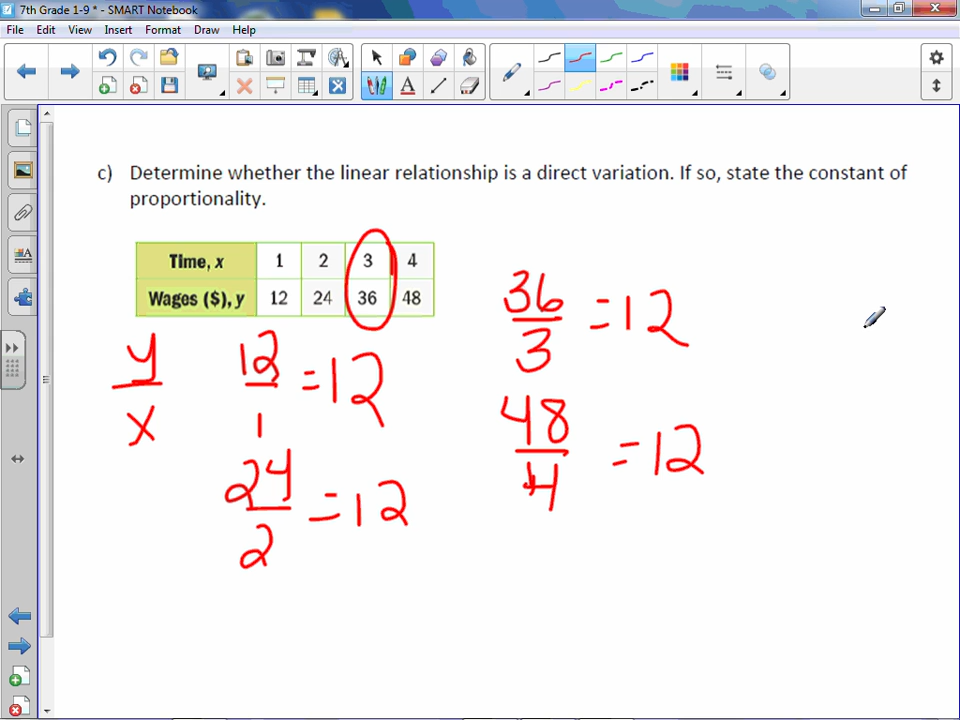 7th Grade 1-9 * - SMART Notebook
File Edit View Insert Format Draw Help
c) Determine whether the linear relationship is a direct variation. If so, state the constant of
proportionality.
Time, x 1 2 3 4
Wages ($), y 12 24 36 48
y/x
12/1 = 12
24/2 = 12
36/3 = 12
48/4 = 12